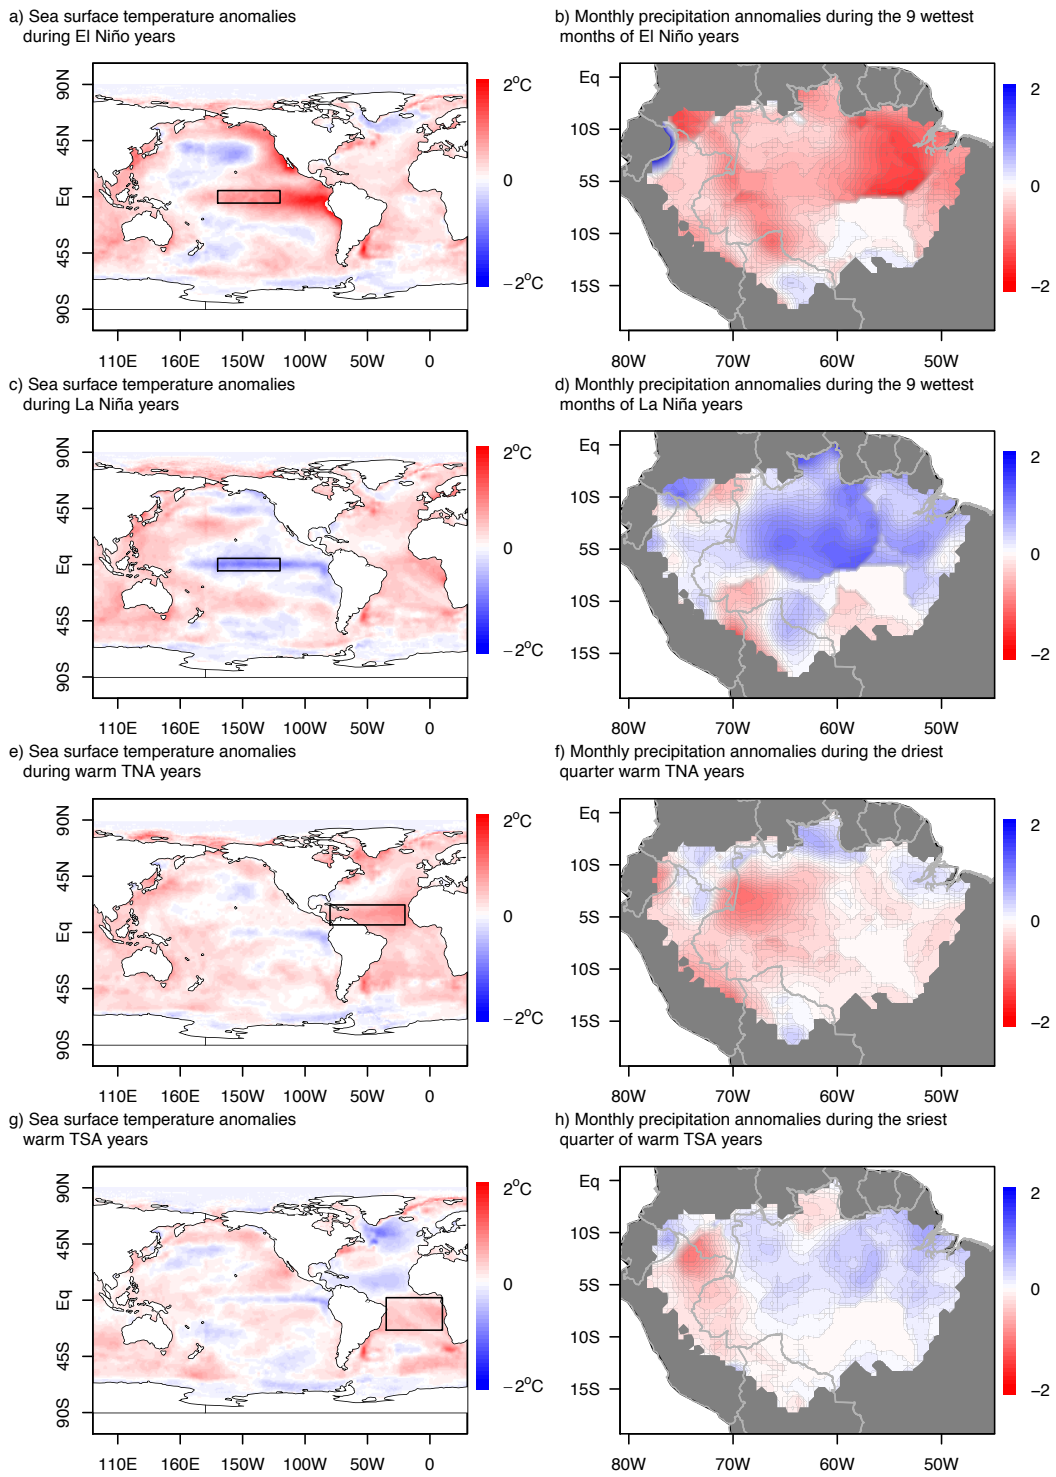 a) Sea surface temperature anomalies
during El Niño years
90N
45N
Eq
45S
90S
110E 160E 150W 100W 50W 0
2°C
0
−2°C
b) Monthly precipitation annomalies during the 9 wettest
months of El Niño years
Eq
10S
5S
10S
15S
80W 70W 60W 50W
2
1
0
−1
−2
c) Sea surface temperature anomalies
during La Niña years
90N
45N
Eq
45S
90S
110E 160E 150W 100W 50W 0
2°C
0
−2°C
d) Monthly precipitation annomalies during the 9 wettest
months of La Niña years
Eq
10S
5S
10S
15S
80W 70W 60W 50W
2
1
0
−1
−2
e) Sea surface temperature anomalies
during warm TNA years
90N
45N
Eq
45S
90S
110E 160E 150W 100W 50W 0
2°C
0
−2°C
f) Monthly precipitation annomalies during the driest
quarter warm TNA years
Eq
10S
5S
10S
15S
80W 70W 60W 50W
2
1
0
−1
−2
g) Sea surface temperature anomalies
warm TSA years
90N
45N
Eq
45S
90S
110E 160E 150W 100W 50W 0
2°C
0
−2°C
h) Monthly precipitation annomalies during the sriest
quarter of warm TSA years
Eq
10S
5S
10S
15S
80W 70W 60W 50W
2
1
0
−1
−2